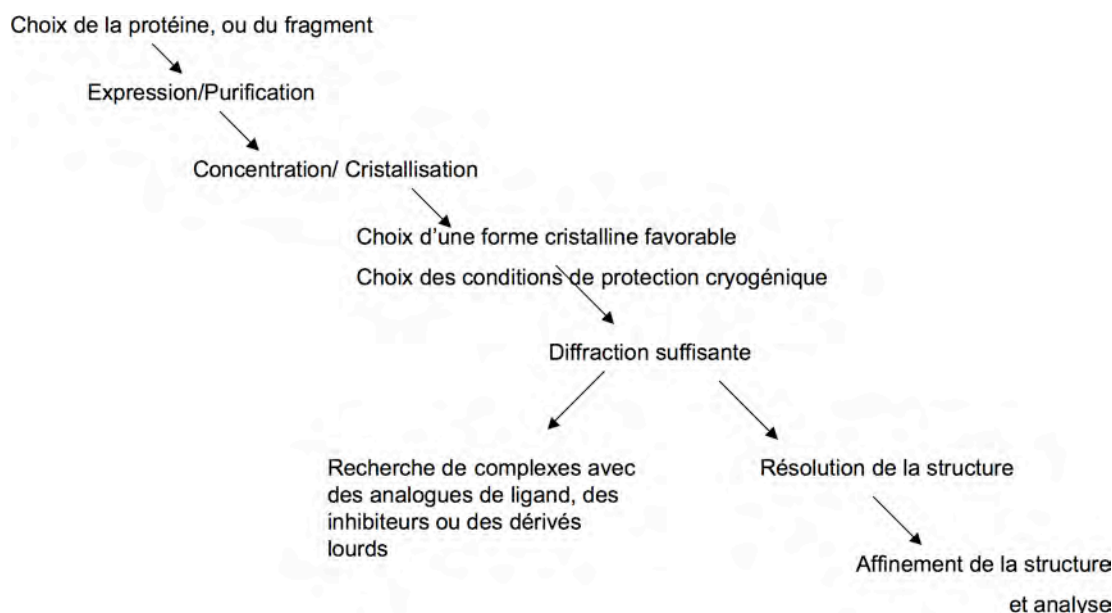 Choix de la protéine, ou du fragment
Expression/Purification
Concentration/ Cristallisation
Choix d'une forme cristalline favorable
Choix des conditions de protection cryogénique
Diffraction suffisante
Recherche de complexes avec
des analogues de ligand, des
inhibiteurs ou des dérivés
lourds
Résolution de la structure
Affinement de la structure
et analyse